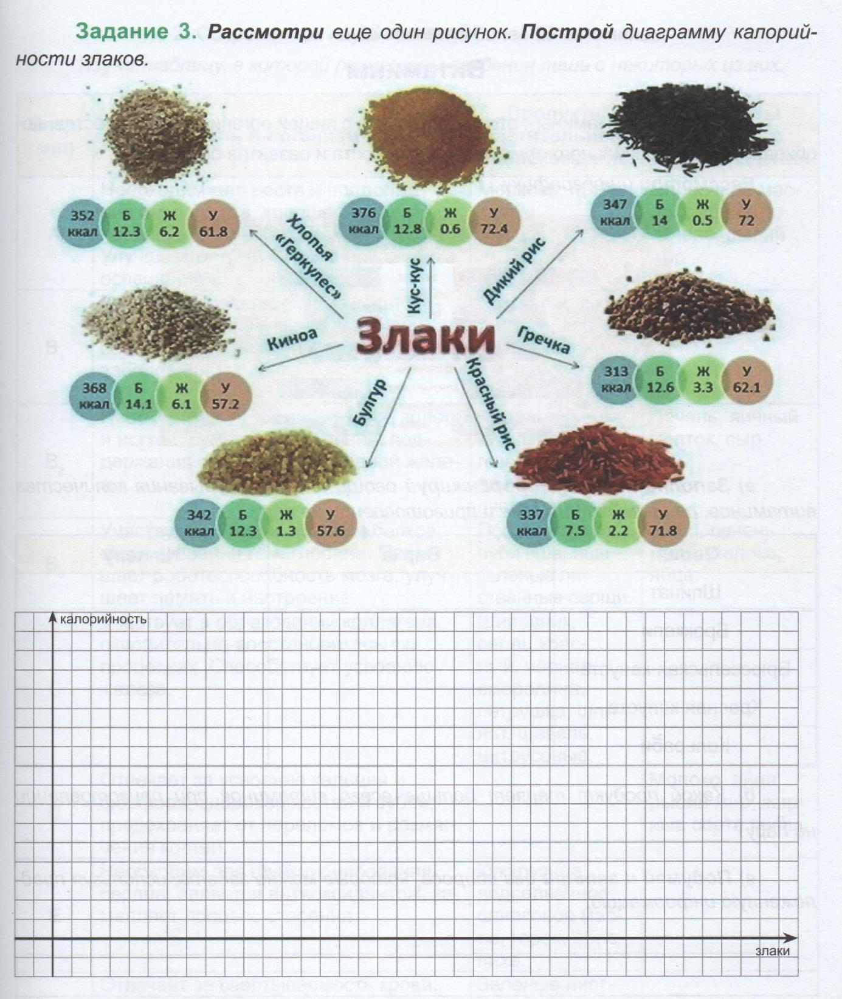 Задание 3. Рассмотри еще один рисунок. Построй диаграмму калорий-
ности злаков.
352 ккал Б 12.3 Ж 6.2 У 61.8
376 ккал Б 12.8 Ж 0.6 У 72.4
347 ккал Б 14 Ж 0.5 У 72
Хлопья
«Геркулес»
Кус-кус
Дикий рис
Злаки
Киноа
Гречка
368 ккал Б 14.1 Ж 6.1 У 57.2
313 ккал Б 12.6 Ж 3.3 У 62.1
Булгур
Красный рис
342 ккал Б 12.3 Ж 1.3 У 57.6
337 ккал Б 7.5 Ж 2.2 У 71.8
калорийность
злаки